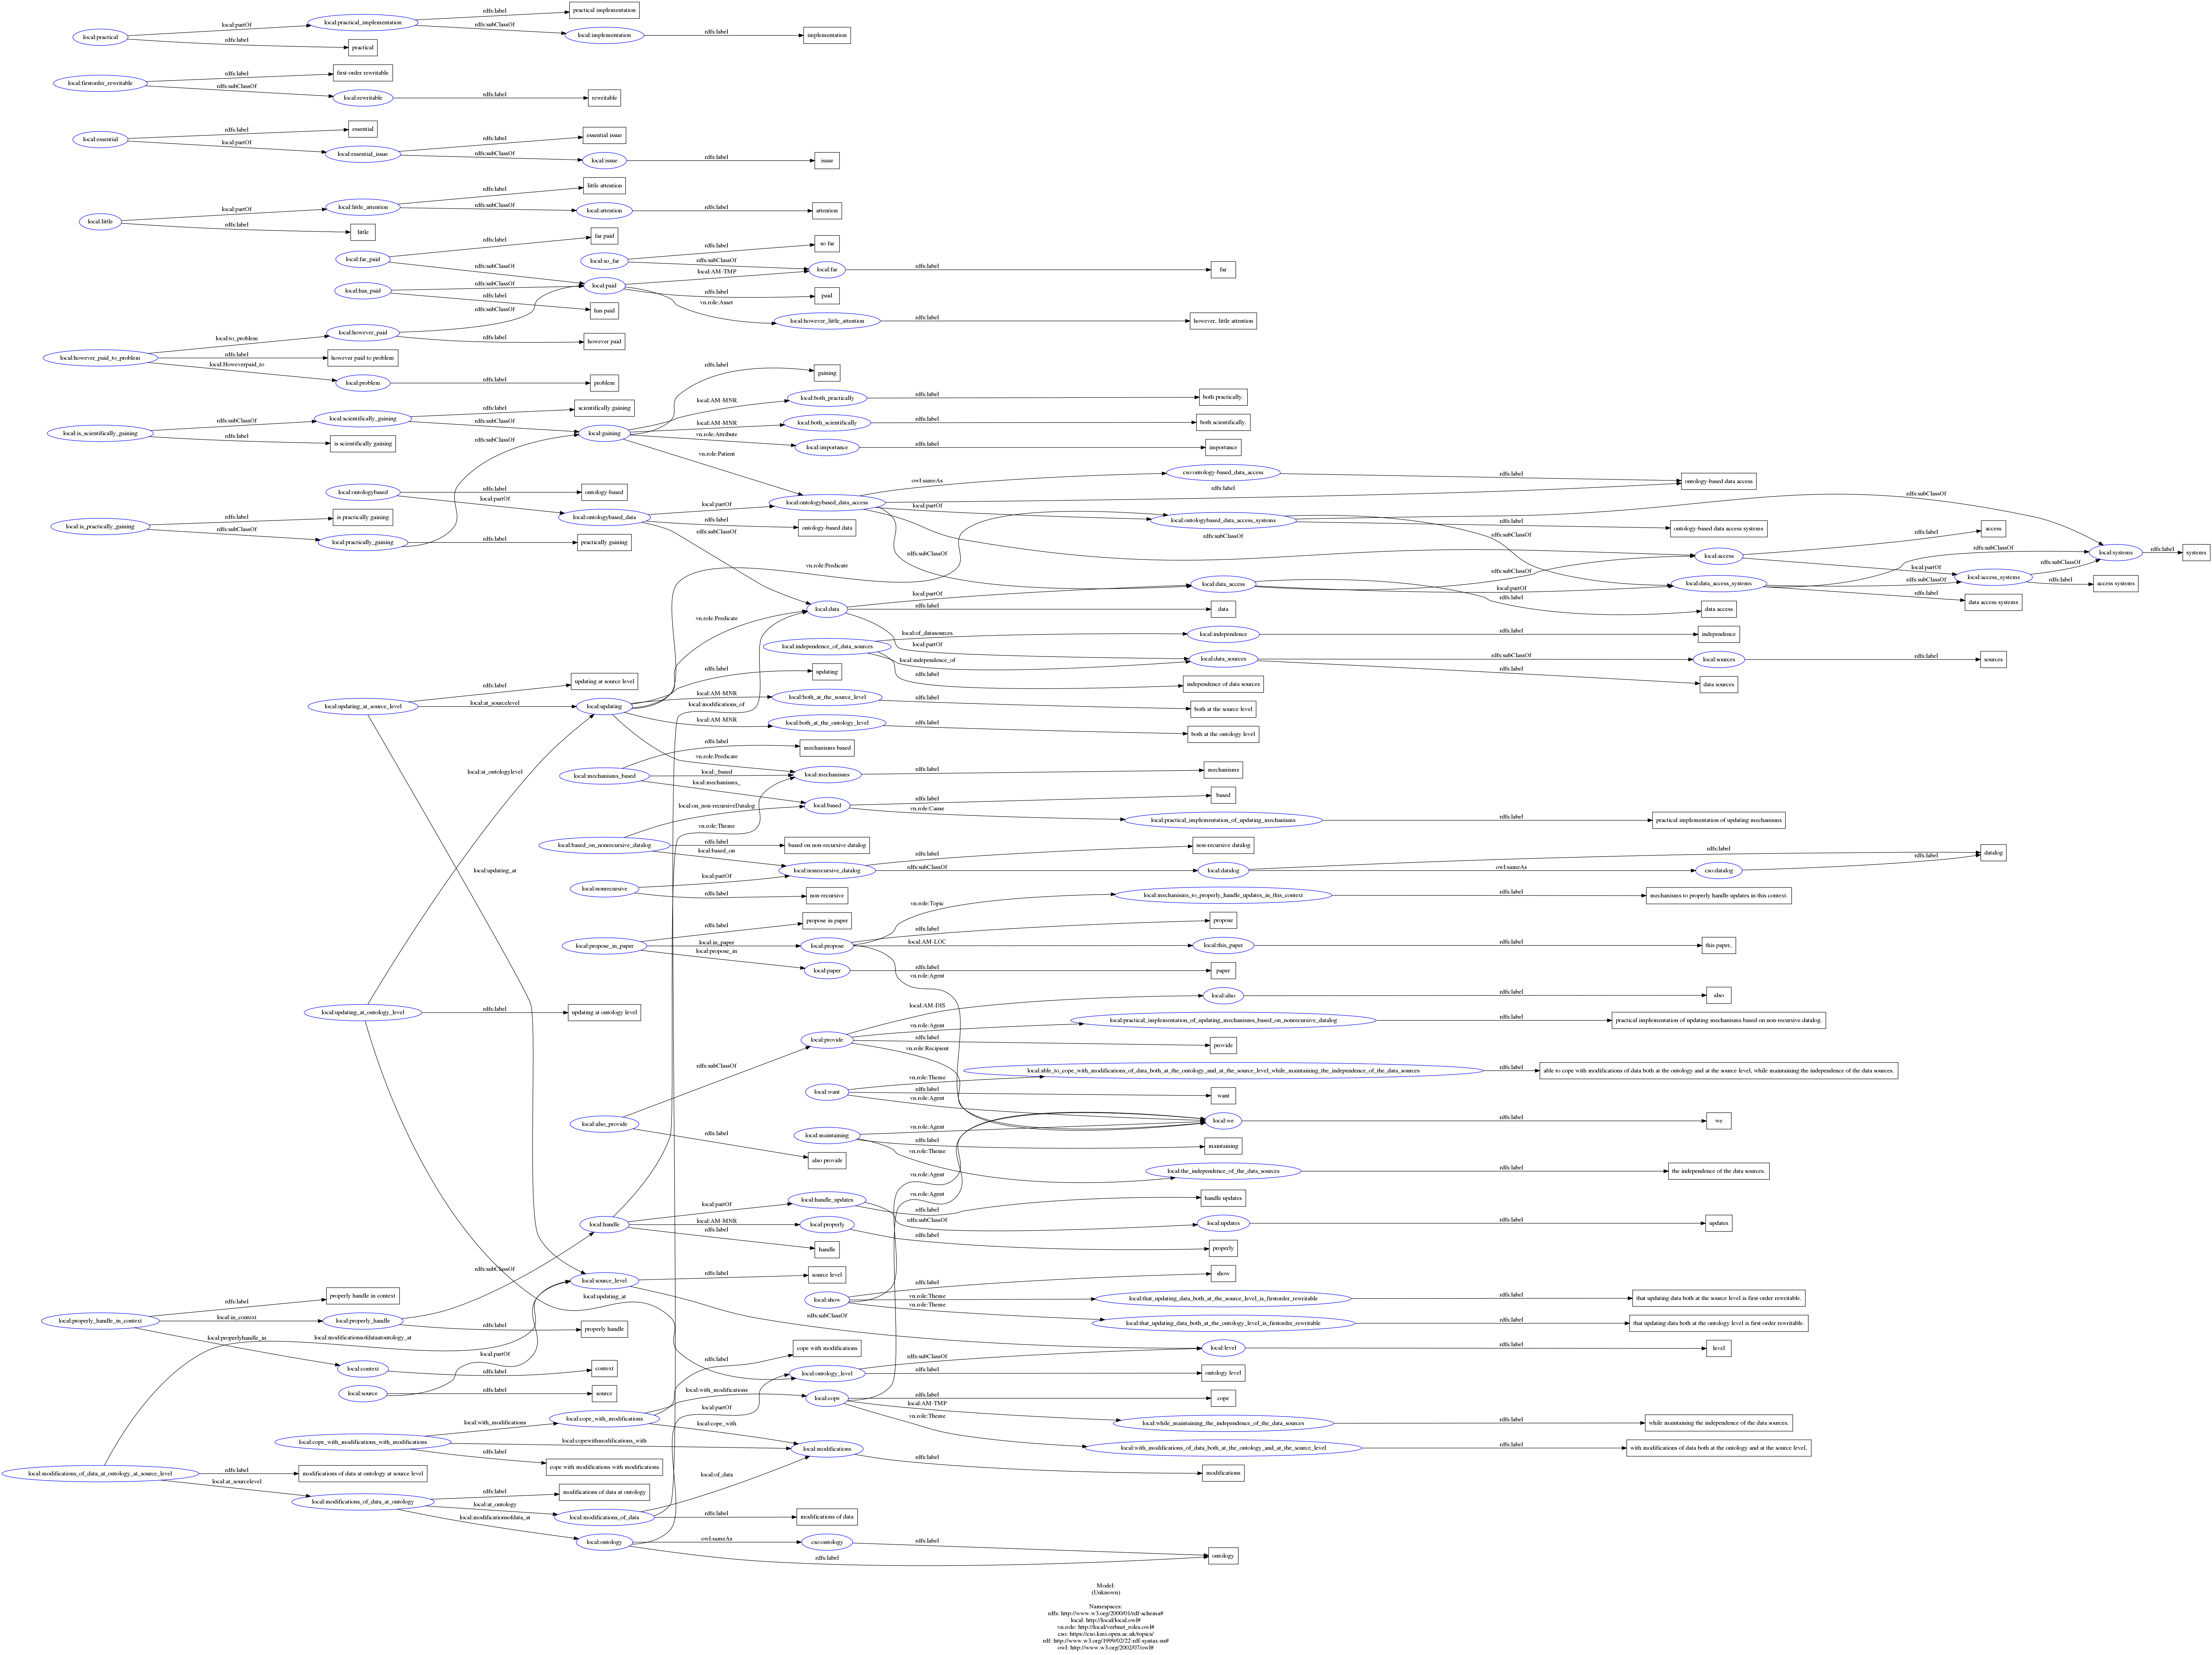 local:practical
local:partOf
local:practical_implementation
rdfs:label
practical implementation
rdfs:subClassOf
local:implementation
rdfs:label
implementation
rdfs:label
practical
local:firstorder_rewritable
rdfs:label
first-order rewritable
rdfs:subClassOf
local:rewritable
rdfs:label
rewritable
local:essential
rdfs:label
essential
local:partOf
local:essential_issue
rdfs:label
essential issue
rdfs:subClassOf
local:issue
rdfs:label
issue
local:little
local:partOf
local:little_attention
rdfs:label
little attention
rdfs:subClassOf
local:attention
rdfs:label
attention
rdfs:label
little
local:far_paid
rdfs:label
far paid
rdfs:subClassOf
local:so_far
rdfs:label
so far
rdfs:subClassOf
local:far
rdfs:label
far
local:has_paid
rdfs:subClassOf
rdfs:label
has paid
local:paid
local:AM-TMP
rdfs:label
paid
vn.role:Asset
local:however_little_attention
rdfs:label
however, little attention
rdfs:subClassOf
local:however_paid_to_problem
local:to_problem
local:however_paid
rdfs:label
however paid
rdfs:label
however paid to problem
local:Howeverpaid_to
local:problem
rdfs:label
problem
local:is_scientifically_gaining
rdfs:subClassOf
local:scientifically_gaining
rdfs:label
scientifically gaining
rdfs:subClassOf
rdfs:label
is scientifically gaining
rdfs:subClassOf
local:gaining
rdfs:label
gaining
local:AM-MNR
local:both_practically
rdfs:label
both practically.
local:AM-MNR
local:both_scientifically
rdfs:label
both scientifically.
vn.role:Attribute
local:importance
rdfs:label
importance
vn.role:Patient
local:is_practically_gaining
rdfs:label
is practically gaining
rdfs:subClassOf
local:practically_gaining
rdfs:label
practically gaining
local:ontologybased
rdfs:label
ontology-based
local:partOf
local:ontologybased_data
local:partOf
local:ontologybased_data_access
rdfs:label
ontology-based data
rdfs:subClassOf
owl:sameAs
cso:ontology-based_data_access
rdfs:label
ontology-based data access
rdfs:label
local:partOf
local:ontologybased_data_access_systems
rdfs:subClassOf
rdfs:label
ontology-based data access systems
rdfs:subClassOf
rdfs:subClassOf
rdfs:subClassOf
local:access
rdfs:label
access
local:partOf
local:access_systems
rdfs:subClassOf
rdfs:label
access systems
local:systems
rdfs:label
systems
vn.role:Predicate
local:data
local:partOf
local:data_access
rdfs:subClassOf
local:partOf
rdfs:label
data access
local:data_access_systems
rdfs:subClassOf
rdfs:subClassOf
rdfs:label
data access systems
rdfs:label
data
local:partOf
vn.role:Predicate
local:independence_of_data_sources
local:of_datasources
local:independence
rdfs:label
independence
local:independence_of
local:data_sources
rdfs:subClassOf
local:sources
rdfs:label
sources
rdfs:label
data sources
rdfs:label
independence of data sources
local:updating_at_source_level
rdfs:label
updating at source level
local:at_sourcelevel
local:updating
rdfs:label
updating
local:AM-MNR
local:both_at_the_source_level
rdfs:label
both at the source level
local:modifications_of
local:AM-MNR
local:both_at_the_ontology_level
rdfs:label
both at the ontology level
vn.role:Predicate
local:at_ontologylevel
local:updating_at
local:mechanisms_based
rdfs:label
mechanisms based
local:_based
local:mechanisms
rdfs:label
mechanisms
local:mechanisms_
local:based
rdfs:label
based
vn.role:Cause
local:practical_implementation_of_updating_mechanisms
rdfs:label
practical implementation of updating mechanisms
local:on_non-recursiveDatalog
vn.role:Theme
local:based_on_nonrecursive_datalog
rdfs:label
based on non-recursive datalog
local:based_on
local:nonrecursive_datalog
rdfs:label
non-recursive datalog
rdfs:subClassOf
local:datalog
rdfs:label
datalog
owl:sameAs
cso:datalog
rdfs:label
local:nonrecursive
local:partOf
rdfs:label
non-recursive
local:propose_in_paper
rdfs:label
propose in paper
local:in_paper
local:propose
vn.role:Topic
local:mechanisms_to_properly_handle_updates_in_this_context
rdfs:label
mechanisms to properly handle updates in this context.
rdfs:label
propose
local:AM-LOC
local:this_paper
rdfs:label
this paper,
local:propose_in
local:paper
rdfs:label
paper
vn.role:Agent
local:updating_at_ontology_level
rdfs:label
updating at ontology level
local:provide
local:AM-DIS
local:also
rdfs:label
also
vn.role:Agent
local:practical_implementation_of_updating_mechanisms_based_on_nonrecursive_datalog
rdfs:label
practical implementation of updating mechanisms based on non-recursive datalog.
rdfs:label
provide
vn.role:Recipient
rdfs:subClassOf
local:also_provide
rdfs:label
also provide
local:want
vn.role:Theme
local:able_to_cope_with_modifications_of_data_both_at_the_ontology_and_at_the_source_level_while_maintaining_the_independence_of_the_data_sources
rdfs:label
able to cope with modifications of data both at the ontology and at the source level, while maintaining the independence of the data sources.
rdfs:label
want
vn.role:Agent
local:we
rdfs:label
we
local:maintaining
vn.role:Agent
rdfs:label
maintaining
vn.role:Theme
local:the_independence_of_the_data_sources
rdfs:label
the independence of the data sources.
vn.role:Agent
vn.role:Agent
local:handle
local:partOf
local:handle_updates
rdfs:label
handle updates
rdfs:subClassOf
local:updates
rdfs:label
updates
local:AM-MNR
local:properly
rdfs:label
properly
rdfs:label
handle
rdfs:subClassOf
local:source_level
rdfs:label
source level
rdfs:subClassOf
local:show
rdfs:label
show
vn.role:Theme
local:that_updating_data_both_at_the_source_level_is_firstorder_rewritable
rdfs:label
that updating data both at the source level is first-order rewritable.
vn.role:Theme
local:that_updating_data_both_at_the_ontology_level_is_firstorder_rewritable
rdfs:label
that updating data both at the ontology level is first-order rewritable.
local:updating_at
local:properly_handle_in_context
rdfs:label
properly handle in context
local:in_context
local:properly_handle
rdfs:label
properly handle
local:properlyhandle_in
local:modificationsofdataatontology_at
local:context
rdfs:label
context
local:partOf
local:source
rdfs:label
source
rdfs:label
cope with modifications
local:ontology_level
rdfs:subClassOf
local:level
rdfs:label
level
rdfs:label
ontology level
local:cope
rdfs:label
cope
local:AM-TMP
local:while_maintaining_the_independence_of_the_data_sources
rdfs:label
while maintaining the independence of the data sources.
vn.role:Theme
local:with_modifications_of_data_both_at_the_ontology_and_at_the_source_level
rdfs:label
with modifications of data both at the ontology and at the source level,
local:with_modifications
local:partOf
local:cope_with_modifications
local:cope_with
local:with_modifications
local:cope_with_modifications_with_modifications
local:copewithmodifications_with
local:modifications
rdfs:label
modifications
rdfs:label
cope with modifications with modifications
local:modifications_of_data_at_ontology_at_source_level
rdfs:label
modifications of data at ontology at source level
local:at_sourcelevel
local:modifications_of_data_at_ontology
rdfs:label
modifications of data at ontology
local:at_ontology
local:modifications_of_data
local:of_data
rdfs:label
modifications of data
local:modificationsofdata_at
local:ontology
owl:sameAs
cso:ontology
rdfs:label
ontology
rdfs:label
Model:
(Unknown)
Namespaces:
rdfs: http://www.w3.org/2000/01/rdf-schema#
local: http://local/local.owl#
vn.role: http://local/verbnet_roles.owl#
cso: https://cso.kmi.open.ac.uk/topics/
rdf: http://www.w3.org/1999/02/22-rdf-syntax-ns#
owl: http://www.w3.org/2002/07/owl#